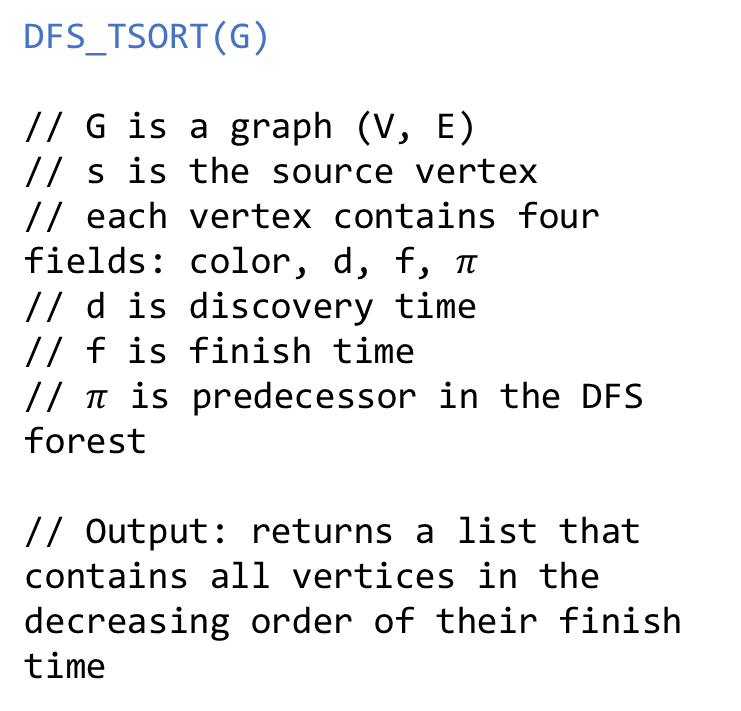 DFS_TSORT(G)
// G is a graph (V, E)
// s is the source vertex
// each vertex contains four
fields: color, d, f, 𝜋
// d is discovery time
// f is finish time
// 𝜋 is predecessor in the DFS
forest
// Output: returns a list that
contains all vertices in the
decreasing order of their finish
time